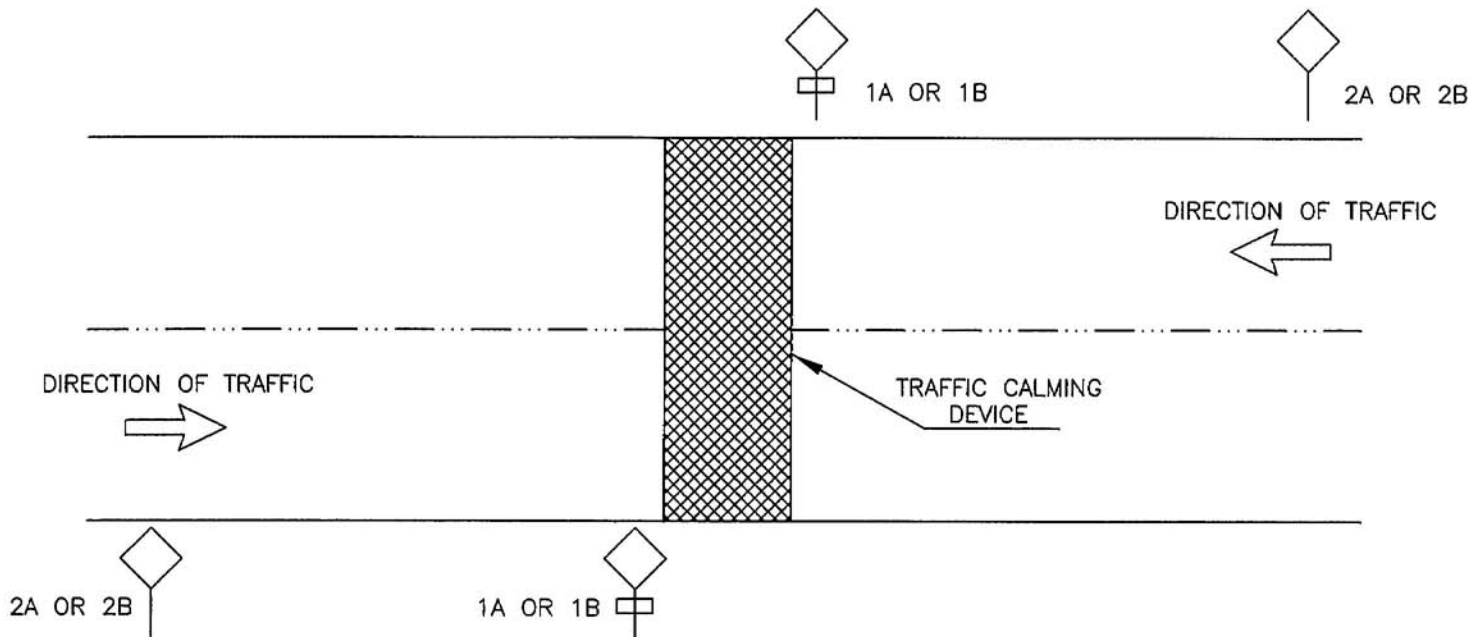 1A OR 1B
2A OR 2B
DIRECTION OF TRAFFIC
DIRECTION OF TRAFFIC
TRAFFIC CALMING
DEVICE
2A OR 2B
1A OR 1B